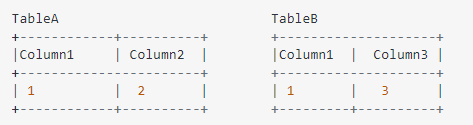 TableA                            TableB
+-----------+----------+          +----------+----------+
|Column1    | Column2  |          |Column1  |  Column3 |
+-----------+----------+          +---------+----------+
| 1         |  2       |          | 1       |   3      |
+-----------+----------+          +---------+----------+